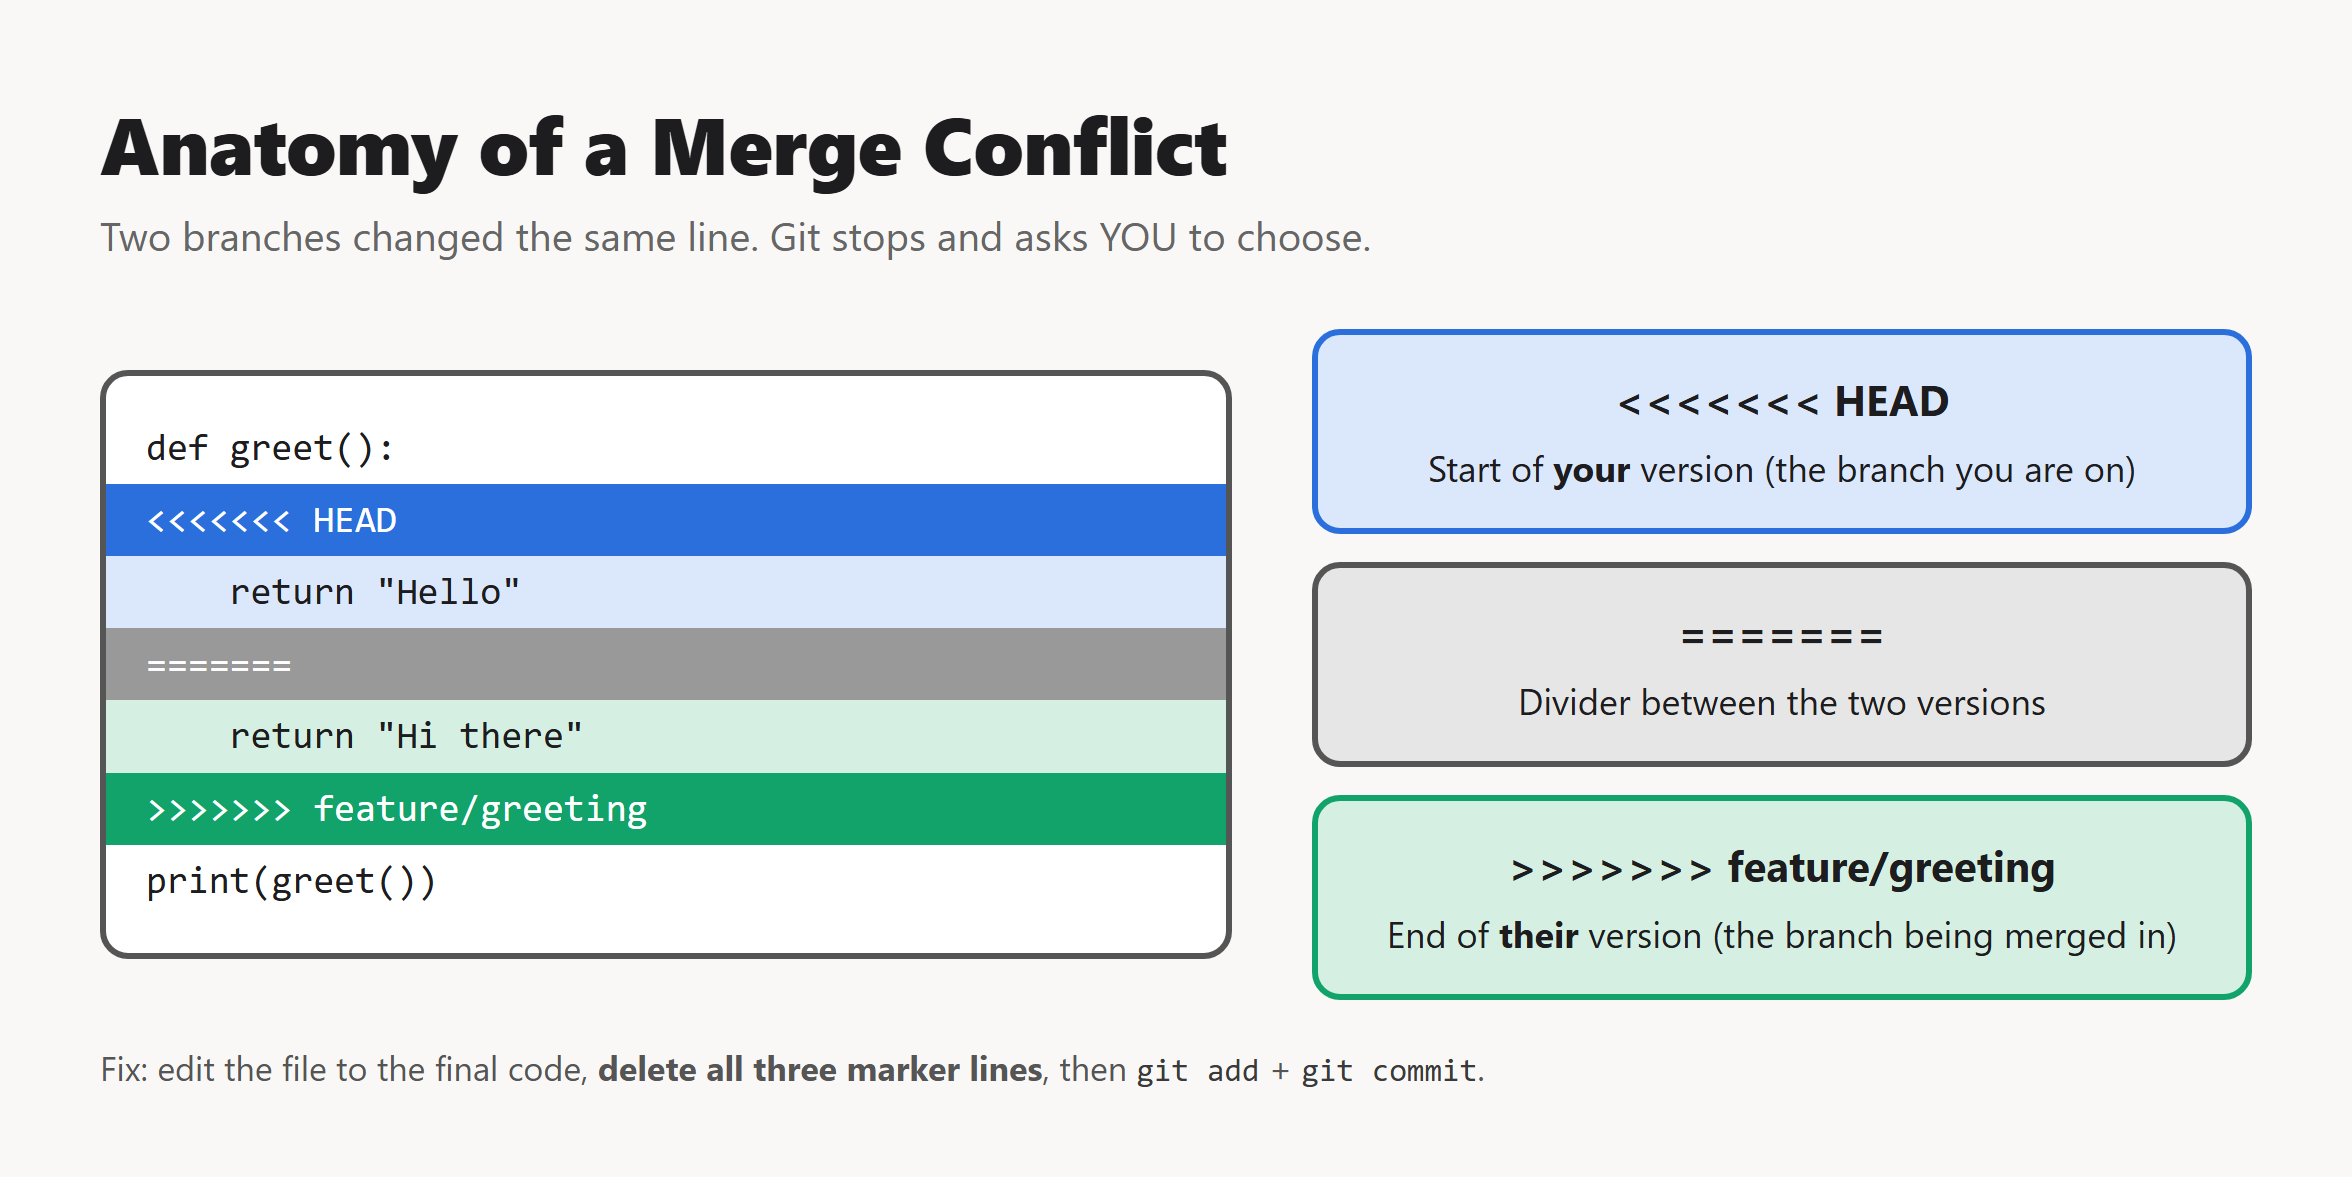 Anatomy of a Merge Conflict
Two branches changed the same line. Git stops and asks YOU to choose.
def greet():
<<<<<<< HEAD
    return "Hello"
=======
    return "Hi there"
>>>>>>> feature/greeting
print(greet())
<<<<<<< HEAD
Start of your version (the branch you are on)
=======
Divider between the two versions
>>>>>>> feature/greeting
End of their version (the branch being merged in)
Fix: edit the file to the final code, delete all three marker lines, then git add + git commit.